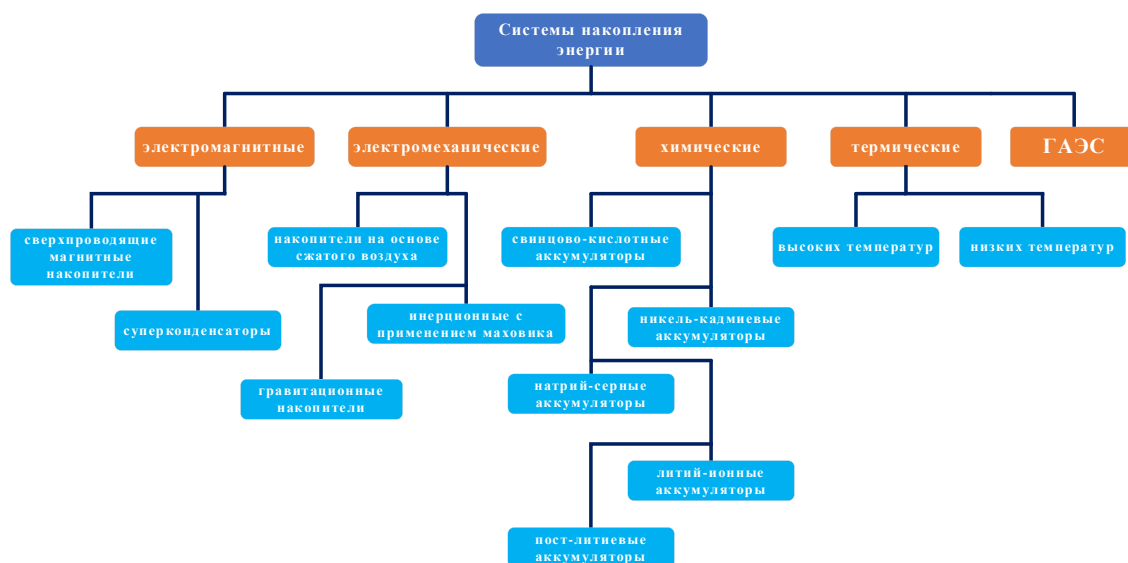 Системы накопления
энергии
электромагнитные
электромеханические
химические
термические
ГАЭС
сверхпроводящие
магнитные
накопители
накопители на основе
сжатого воздуха
свинцово-кислотные
аккумуляторы
высоких температур
низких температур
суперконденсаторы
инерционные с
применением маховика
никель-кадмиевые
аккумуляторы
гравитационные
накопители
натрий-серные
аккумуляторы
литий-ионные
аккумуляторы
пост-литиевые
аккумуляторы